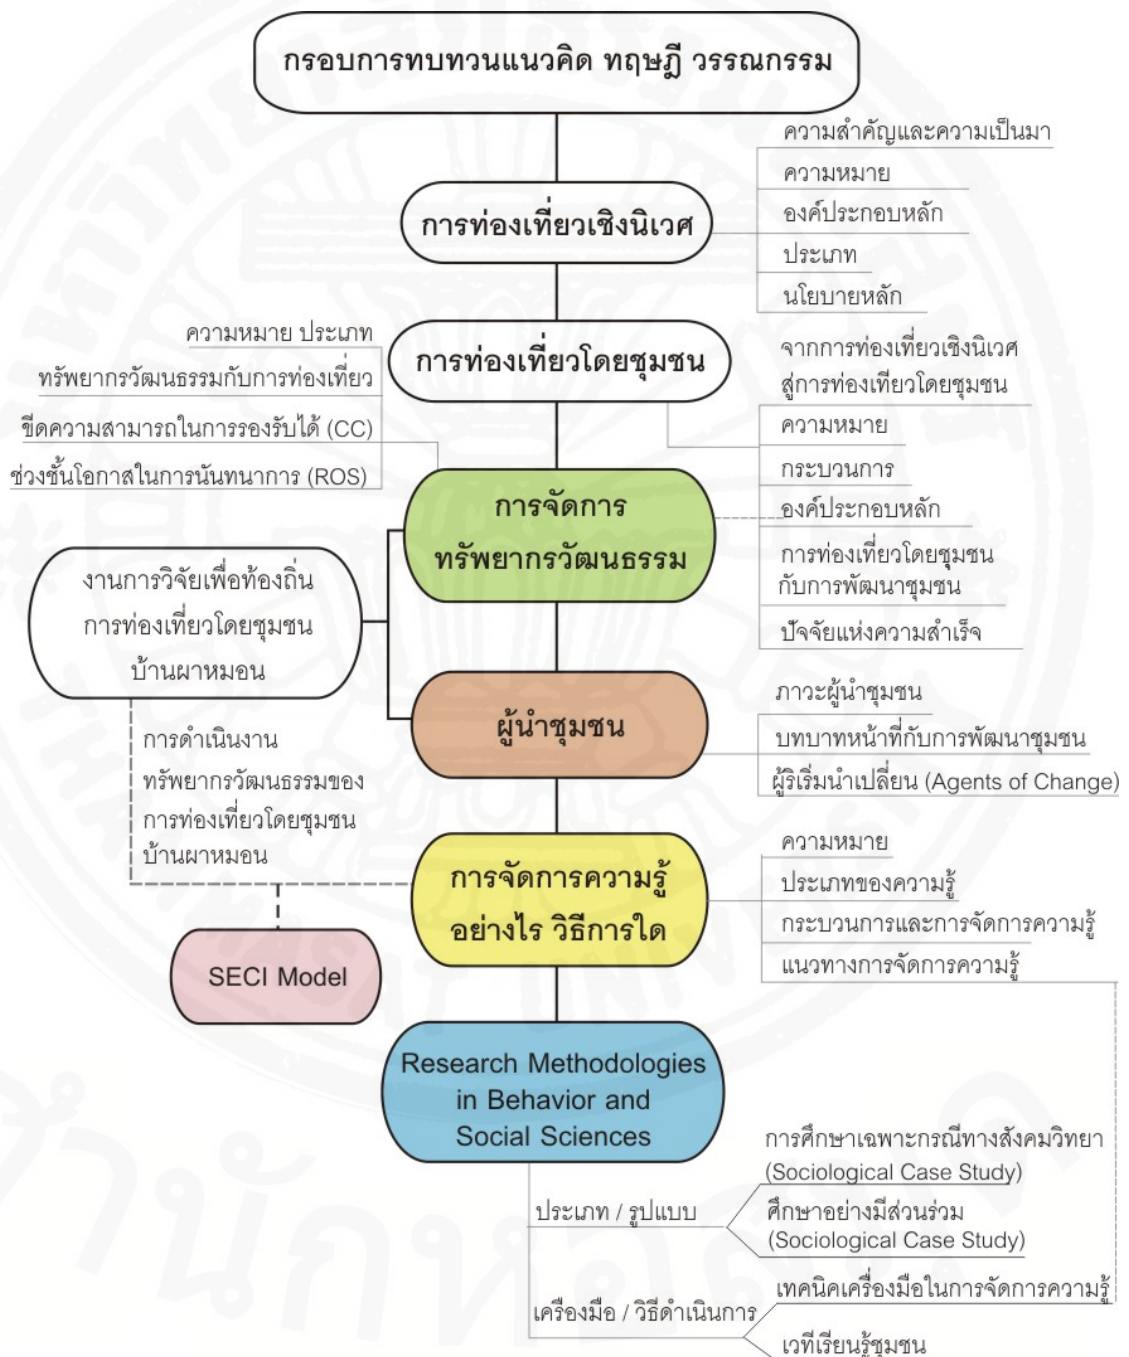 กรอบการทบทวนแนวคิด ทฤษฎี วรรณกรรม
การท่องเที่ยวเชิงนิเวศ
ความสำคัญและความเป็นมา
ความหมาย
องค์ประกอบหลัก
ประเภท
นโยบายหลัก
การท่องเที่ยวโดยชุมชน
จากการท่องเที่ยวเชิงนิเวศ
สู่การท่องเทียวโดยชุมชน
ความหมาย
กระบวนการ
องค์ประกอบหลัก
การท่องเที่ยวโดยชุมชน
กับการพัฒนาชุมชน
ปัจจัยแห่งความสำเร็จ
ความหมาย ประเภท
ทรัพยากรวัฒนธรรมกับการท่องเที่ยว
ขีดความสามารถในการรองรับได้ (CC)
ช่วงชั้นโอกาสในการนันทนาการ (ROS)
การจัดการ
ทรัพยากรวัฒนธรรม
งานการวิจัยเพื่อท้องถิ่น
การท่องเที่ยวโดยชุมชน
บ้านผาหมอน
ผู้นำชุมชน
ภาวะผู้นำชุมชน
บทบาทหน้าที่กับการพัฒนาชุมชน
ผู้ริเริ่มนำเปลี่ยน (Agents of Change)
การดำเนินงาน
ทรัพยากรวัฒนธรรมของ
การท่องเที่ยวโดยชุมชน
บ้านผาหมอน
การจัดการความรู้
อย่างไร วิธีการใด
ความหมาย
ประเภทของความรู้
กระบวนการและการจัดการความรู้
แนวทางการจัดการความรู้
SECI Model
Research Methodologies
in Behavior and
Social Sciences
ประเภท / รูปแบบ
การศึกษาเฉพาะกรณีทางสังคมวิทยา
(Sociological Case Study)
ศึกษาอย่างมีส่วนร่วม
(Sociological Case Study)
เครื่องมือ / วิธีดำเนินการ
เทคนิคเครื่องมือในการจัดการความรู้
เวทีเรียนรู้ชุมชน